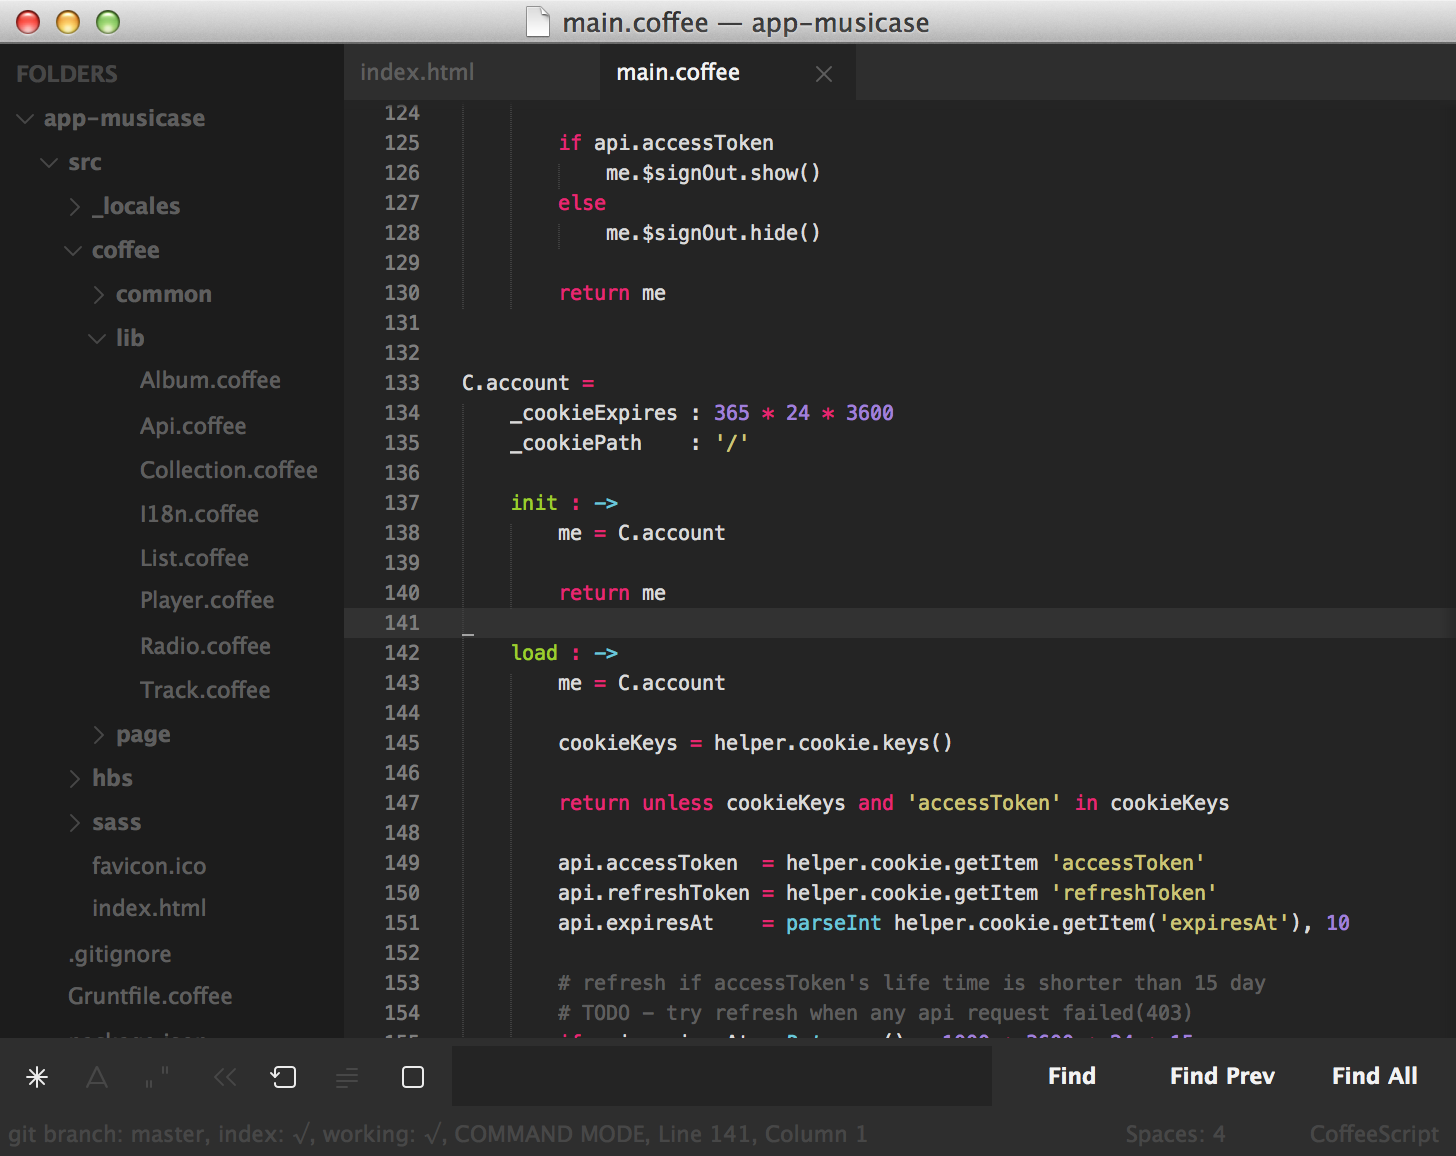 main.coffee — app-musicase
FOLDERS
app-musicase
src
_locales
coffee
common
lib
Album.coffee
Api.coffee
Collection.coffee
I18n.coffee
List.coffee
Player.coffee
Radio.coffee
Track.coffee
page
hbs
sass
favicon.ico
index.html
.gitignore
Gruntfile.coffee
index.html
main.coffee
124
125 if api.accessToken
126 me.$signOut.show()
127 else
128 me.$signOut.hide()
129
130 return me
131
132
133 C.account =
134 _cookieExpires : 365 * 24 * 3600
135 _cookiePath    : '/'
136
137 init : ->
138 me = C.account
139
140 return me
141
142 load : ->
143 me = C.account
144
145 cookieKeys = helper.cookie.keys()
146
147 return unless cookieKeys and 'accessToken' in cookieKeys
148
149 api.accessToken  = helper.cookie.getItem 'accessToken'
150 api.refreshToken = helper.cookie.getItem 'refreshToken'
151 api.expiresAt    = parseInt helper.cookie.getItem('expiresAt'), 10
152
153 # refresh if accessToken's life time is shorter than 15 day
154 # TODO - try refresh when any api request failed(403)
Find
Find Prev
Find All
git branch: master, index: √, working: √, COMMAND MODE, Line 141, Column 1
Spaces: 4
CoffeeScript